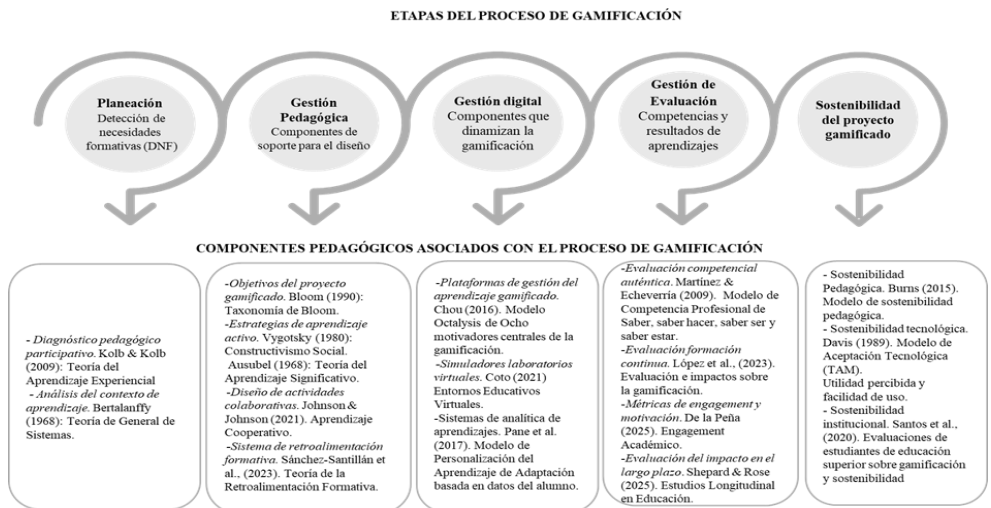 ETAPAS DEL PROCESO DE GAMIFICACIÓN
Planeación
Detección de
necesidades
formativas (DNF)
Gestión
Pedagógica
Componentes de
soporte para el diseño
Gestión digital
Componentes que
dinamizan la
gamificación
Gestión de
Evaluación
Competencias y
resultados de
aprendizajes
Sostenibilidad
del proyecto
gamificado
COMPONENTES PEDAGÓGICOS ASOCIADOS CON EL PROCESO DE GAMIFICACIÓN
- Diagnóstico pedagógico
participativo. Kolb & Kolb
(2009): Teoría del
Aprendizaje Experiencial
- Análisis del contexto de
aprendizaje. Bertalanffy
(1968): Teoría de General de
Sistemas.
-Objetivos del proyecto
gamificado. Bloom (1990):
Taxonomía de Bloom.
-Estrategias de aprendizaje
activo. Vygotsky (1980):
Constructivismo Social.
Ausubel (1968): Teoría del
Aprendizaje Significativo.
-Diseño de actividades
colaborativas. Johnson &
Johnson (2021). Aprendizaje
Cooperativo.
-Sistema de retroalimentación
formativa. Sánchez-Santillán et
al., (2023). Teoría de la
Retroalimentación Formativa.
-Plataformas de gestión del
aprendizaje gamificado.
Chou (2016). Modelo
Octalysis de Ocho
motivadores centrales de la
gamificación.
-Simuladores laboratorios
virtuales. Coto (2021)
Entornos Educativos
Virtuales.
-Sistemas de analítica de
aprendizajes. Pane et al.
(2017). Modelo de
Personalización del
Aprendizaje de Adaptación
basada en datos del alumno.
-Evaluación competencial
auténtica. Martínez &
Echeverría (2009). Modelo de
Competencia Profesional de
Saber, saber hacer, saber ser y
saber estar.
-Evaluación formación
continua. López et al., (2023).
Evaluación e impactos sobre
la gamificación.
-Métricas de engagement y
motivación. De la Peña
(2025). Engagement
Académico.
-Evaluación del impacto en el
largo plazo. Shepard & Rose
(2025). Estudios Longitudinal
en Educación.
- Sostenibilidad
Pedagógica. Burns (2015).
Modelo de sostenibilidad
pedagógica.
- Sostenibilidad tecnológica.
Davis (1989). Modelo de
Aceptación Tecnológica
(TAM).
Utilidad percibida y
facilidad de uso.
- Sostenibilidad
institucional. Santos et al.,
(2020). Evaluaciones de
estudiantes de educación
superior sobre gamificación
y sostenibilidad